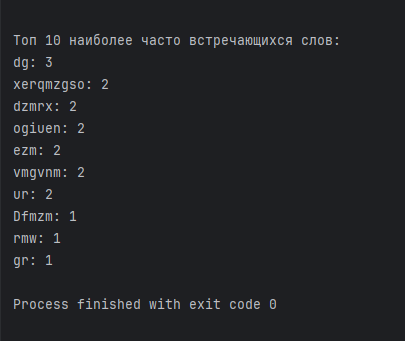 Топ 10 наиболее часто встречающихся слов:
dg: 3
xerqmzgso: 2
dzmrx: 2
ogiuen: 2
ezm: 2
vmgvnm: 2
ur: 2
Dfmzm: 1
rmw: 1
gr: 1
Process finished with exit code 0